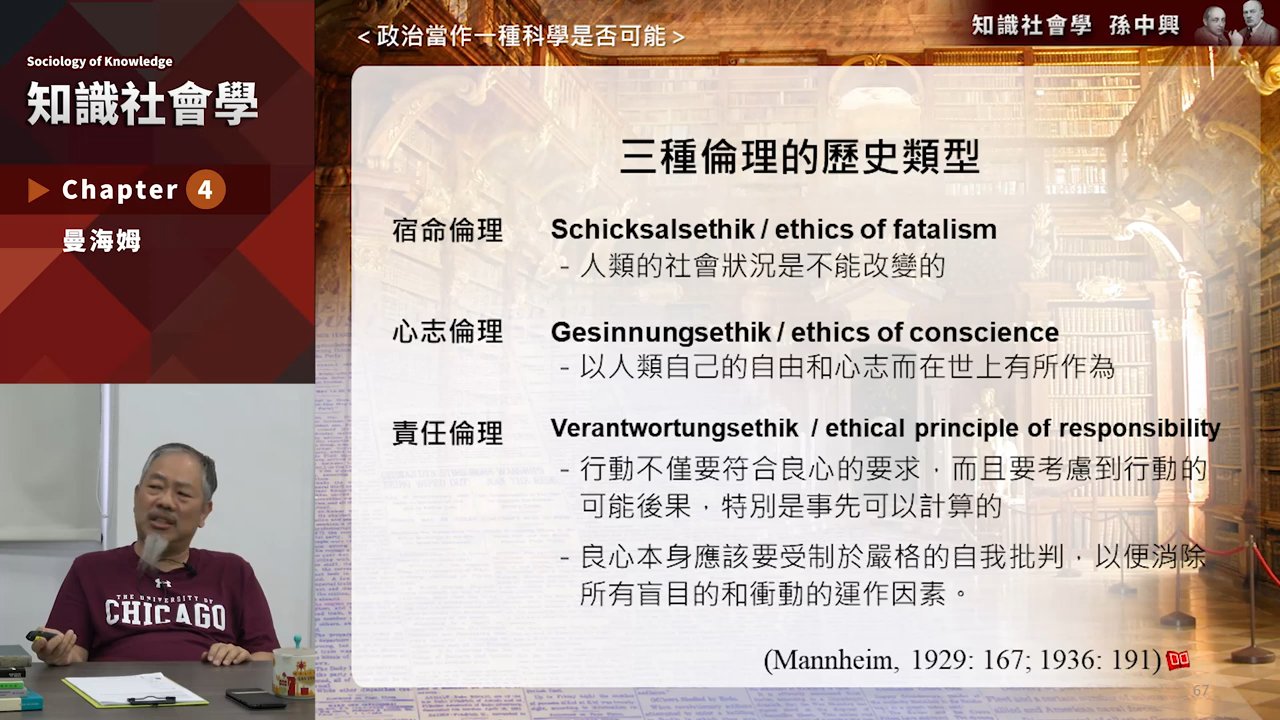 Sociology of Knowledge
知識社會學
Chapter 4
曼海姆
THE UNIVERSITY OF
CHICAGO
<政治當作一種科學是否可能>
知識社會學 孫中興
三種倫理的歷史類型
宿命倫理 Schicksalsethik / ethics of fatalism
- 人類的社會狀況是不能改變的
心志倫理 Gesinnungsethik / ethics of conscience
- 以人類自己的自由和心志而在世上有所作為
責任倫理 Verantwortungsethik / ethical principle of responsibility
- 行動不僅要符合良心的要求，而且要考慮到行動的
可能後果，特別是事先可以計算的
- 良心本身應該要受制於嚴格的自我批判，以便消除
所有盲目的和衝動的運作因素。
(Mannheim, 1929: 167; 1936: 191)
67